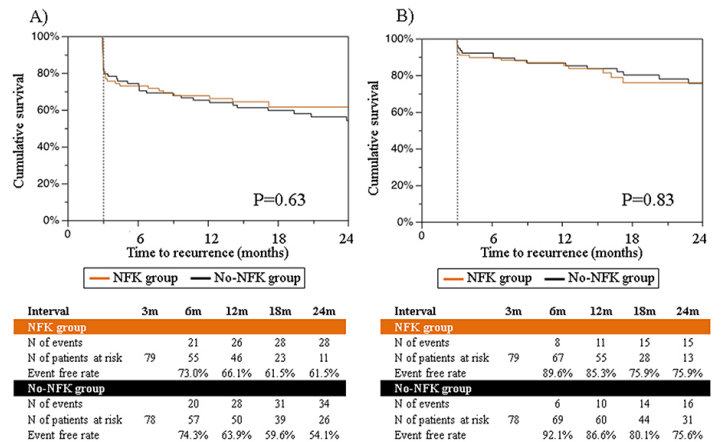 A)
100%
80%
60%
40%
20%
0%
Cumulative survival
P=0.63
0 6 12 18 24
Time to recurrence (months)
NFK group No-NFK group
Interval 3m 6m 12m 18m 24m
NFK group
N of events 21 26 28 28
N of patients at risk 79 55 46 23 11
Event free rate 73.0% 66.1% 61.5% 61.5%
No-NFK group
N of events 20 28 31 34
N of patients at risk 78 57 50 39 26
Event free rate 74.3% 63.9% 59.6% 54.1%
B)
100%
80%
60%
40%
20%
0%
Cumulative survival
P=0.83
0 6 12 18 24
Time to recurrence (months)
NFK group No-NFK group
Interval 3m 6m 12m 18m 24m
NFK group
N of events 8 11 15 15
N of patients at risk 79 67 55 28 13
Event free rate 89.6% 85.3% 75.9% 75.9%
No-NFK group
N of events 6 10 14 16
N of patients at risk 78 69 60 44 31
Event free rate 92.1% 86.6% 80.1% 75.6%